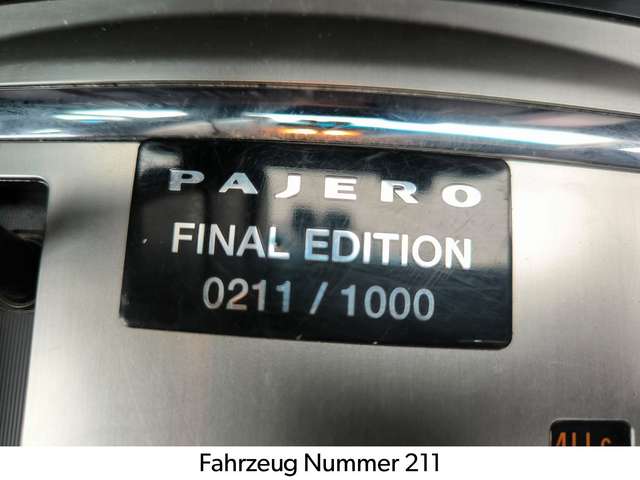 PAJERO
FINAL EDITION
0211 / 1000
Fahrzeug Nummer 211